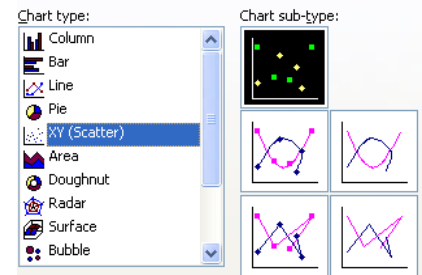 Chart type:
Chart sub-type:
Column
Bar
Line
Pie
XY (Scatter)
Area
Doughnut
Radar
Surface
Bubble